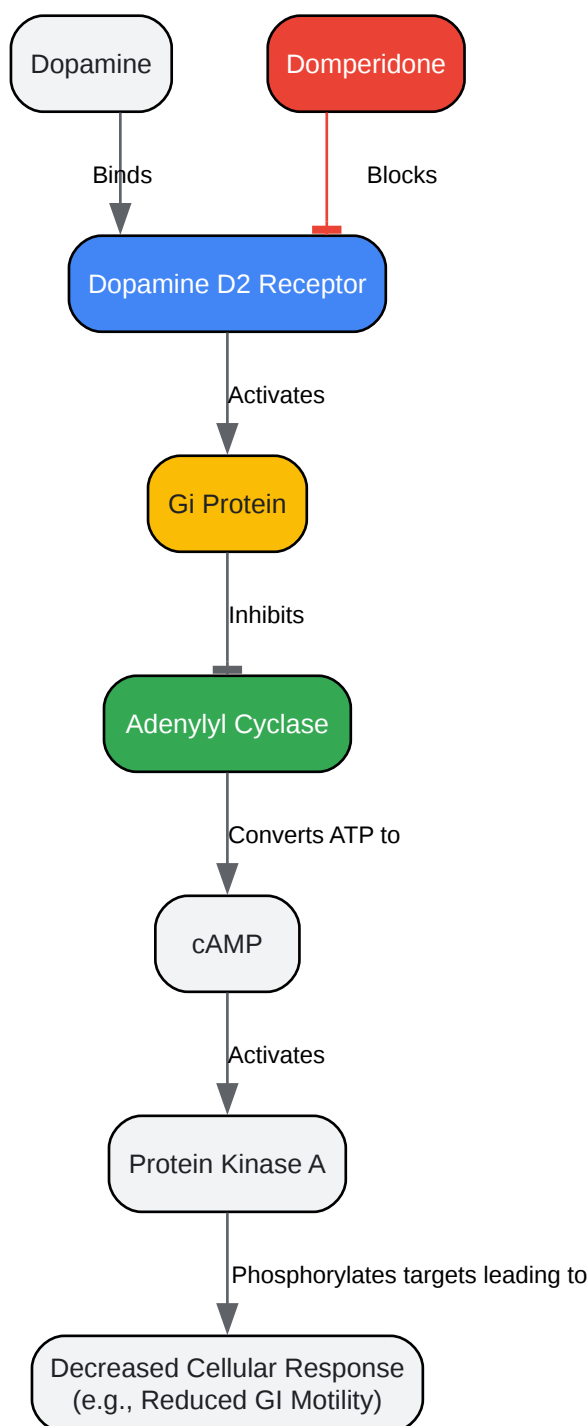 Dopamine
Domperidone
Binds
Blocks
Dopamine D2 Receptor
Activates
Gi Protein
Inhibits
Adenylyl Cyclase
Converts ATP to
cAMP
Activates
Protein Kinase A
Phosphorylates targets leading to
Decreased Cellular Response
(e.g., Reduced GI Motility)